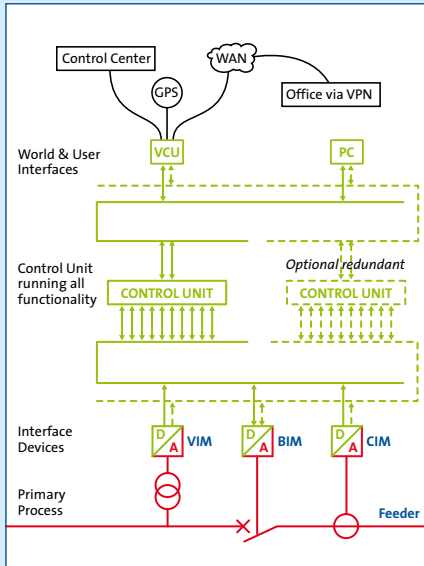 Control Center
WAN
GPS
Office via VPN
World & User
Interfaces
VCU
PC
Control Unit
running all
functionality
Optional redundant
CONTROL UNIT
CONTROL UNIT
Interface
Devices
D
A
VIM
D
A
BIM
D
A
CIM
Primary
Process
Feeder